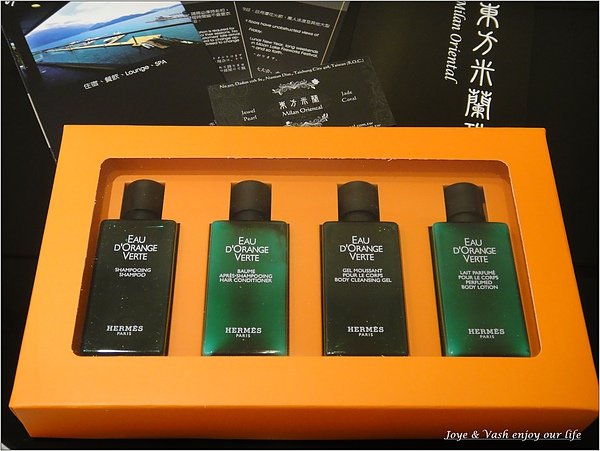 住宿、餐飲、Lounge、SPA
Jewel
Pearl
東方米蘭
Milan Oriental
Jade
Coral
東方米蘭
Milan Oriental
EAU
D'ORANGE
VERTE
SHAMPOOING
SHAMPOO
HERMÈS
PARIS
EAU
D'ORANGE
VERTE
BAUME
APRÈS-SHAMPOOING
HAIR CONDITIONER
HERMÈS
PARIS
EAU
D'ORANGE
VERTE
GEL MOUSSANT
POUR LE CORPS
BODY CLEANSING GEL
HERMÈS
PARIS
EAU
D'ORANGE
VERTE
LAIT PARFUMÉ
POUR LE CORPS
PERFUMED
BODY LOTION
HERMÈS
PARIS
Joye & Vash enjoy our life